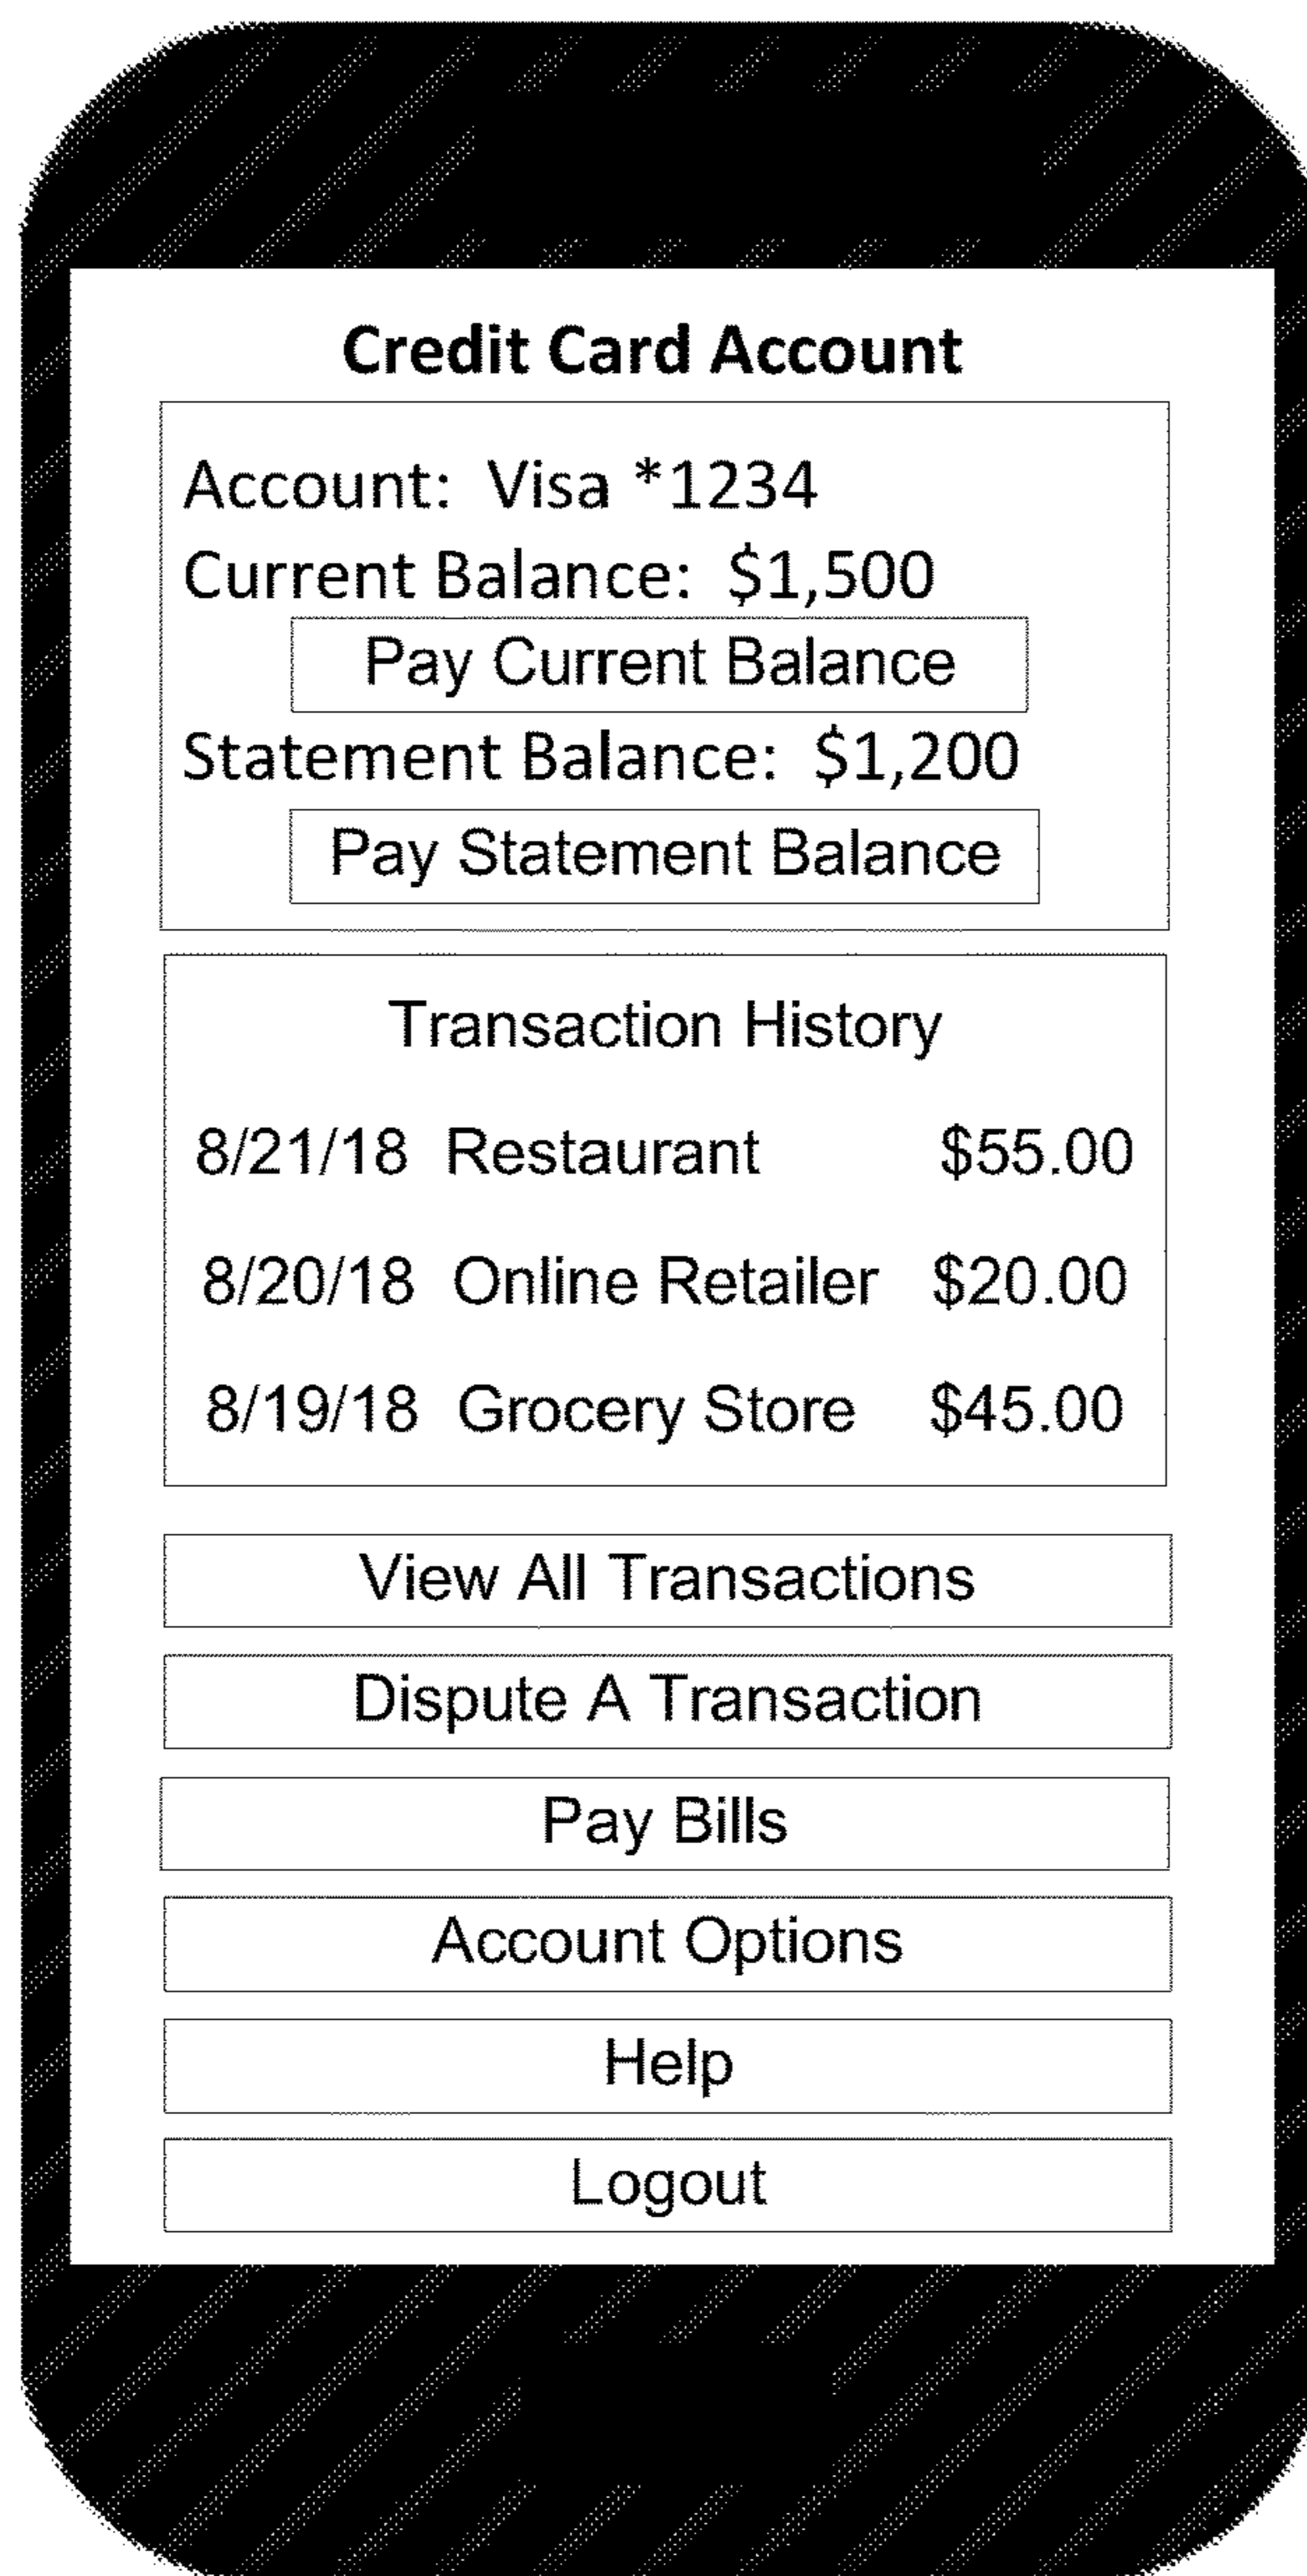 Credit Card Account
Account: Visa *1234
Current Balance: $1,500
Pay Current Balance
Statement Balance: $1,200
Pay Statement Balance
Transaction History
8/21/18 Restaurant $55.00
8/20/18 Online Retailer $20.00
8/19/18 Grocery Store $45.00
View All Transactions
Dispute A Transaction
Pay Bills
Account Options
Help
Logout